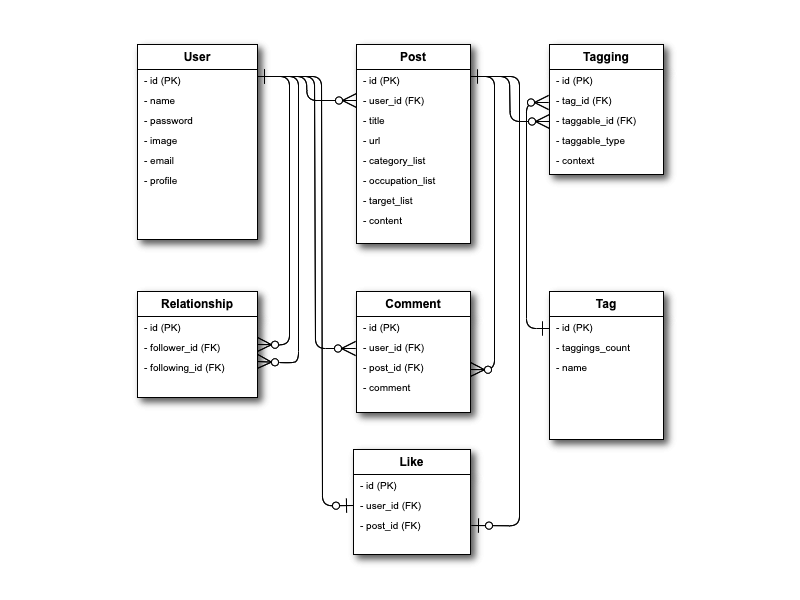 User
- id (PK)
- name
- password
- image
- email
- profile
Post
- id (PK)
- user_id (FK)
- title
- url
- category_list
- occupation_list
- target_list
- content
Tagging
- id (PK)
- tag_id (FK)
- taggable_id (FK)
- taggable_type
- context
Relationship
- id (PK)
- follower_id (FK)
- following_id (FK)
Comment
- id (PK)
- user_id (FK)
- post_id (FK)
- comment
Tag
- id (PK)
- taggings_count
- name
Like
- id (PK)
- user_id (FK)
- post_id (FK)